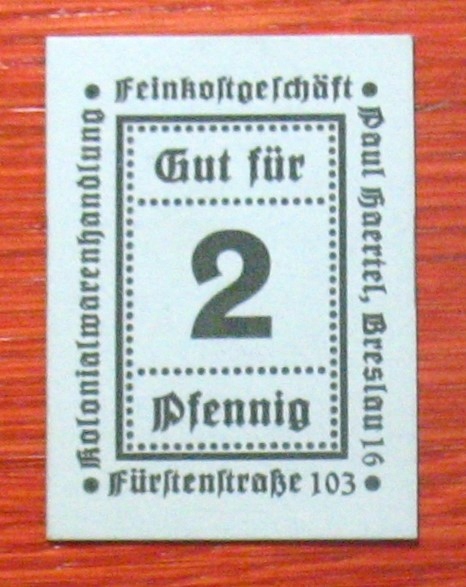 Feinkostgeschäft
Paul Haertel, Breslau 16
Fürstenstraße 103
Kolonialwarenhandlung
Gut für
2
Pfennig